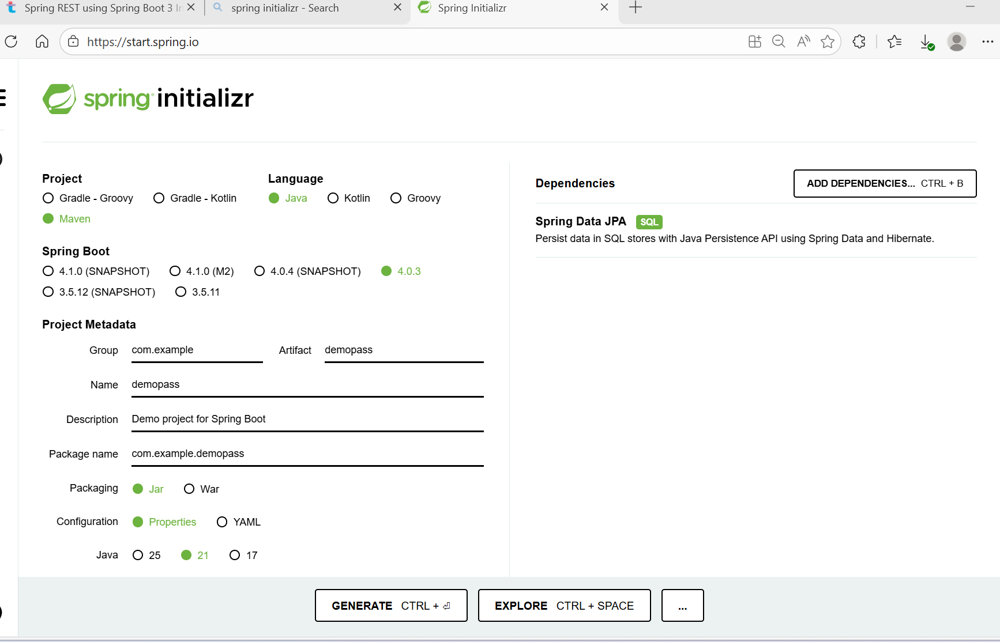 Spring REST using Spring Boot 3 In
spring initializr - Search
Spring Initializr
https://start.spring.io
spring initializr
Project
Gradle - Groovy
Gradle - Kotlin
Maven
Language
Java
Kotlin
Groovy
Spring Boot
4.1.0 (SNAPSHOT)
4.1.0 (M2)
4.0.4 (SNAPSHOT)
4.0.3
3.5.12 (SNAPSHOT)
3.5.11
Project Metadata
Group com.example
Artifact demopass
Name demopass
Description Demo project for Spring Boot
Package name com.example.demopass
Packaging Jar War
Configuration Properties YAML
Java 25 21 17
Dependencies
ADD DEPENDENCIES... CTRL + B
Spring Data JPA SQL
Persist data in SQL stores with Java Persistence API using Spring Data and Hibernate.
GENERATE CTRL + ⏎
EXPLORE CTRL + SPACE
...